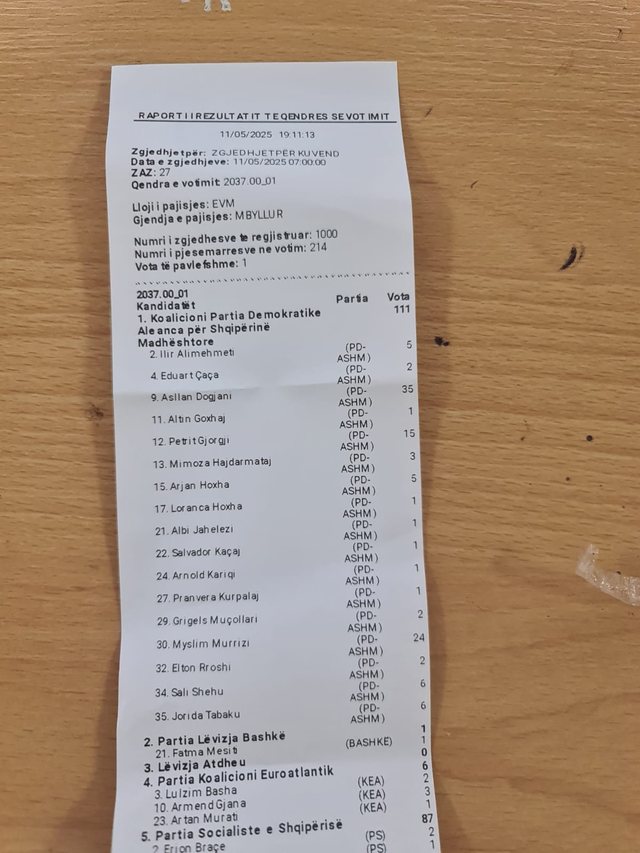 RAPORTI I REZULTATIT TE QENDRES SE VOTIMIT
11/05/2025 19:11:13
Zgjedhjet për: ZGJEDHJET PËR KUVEND
Data e zgjedhjeve: 11/05/2025 07:00:00
ZAZ: 27
Qendra e votimit: 2037.00_01
Lloji i pajisjes: EVM
Gjendja e pajisjes: MBYLLUR
Numri i zgjedhesve te regjistruar: 1000
Numri i pjesemarresve ne votim: 214
Vota të pavlefshme: 1
2037.00_01
Kandidatët Partia Vota
1. Koalicioni Partia Demokratike 111
Aleanca për Shqipërinë
Madhështore
2. Ilir Alimehmeti (PD- 5
ASHM)
4. Eduart Çaça (PD- 2
ASHM)
9. Asllan Dogjani (PD- 35
ASHM)
11. Altin Goxhaj (PD- 1
ASHM)
12. Petrit Gjorgji (PD- 15
ASHM)
13. Mimoza Hajdarmataj (PD- 3
ASHM)
15. Arjan Hoxha (PD- 5
ASHM)
17. Loranca Hoxha (PD- 1
ASHM)
21. Albi Jahelezi (PD- 1
ASHM)
22. Salvador Kaçaj (PD- 1
ASHM)
24. Arnold Kariqi (PD- 1
ASHM)
27. Pranvera Kurpalaj (PD- 1
ASHM)
29. Grigels Muçollari (PD- 2
ASHM)
30. Myslim Murrizi (PD- 24
ASHM)
32. Elton Rroshi (PD- 2
ASHM)
34. Sali Shehu (PD- 6
ASHM)
35. Jorida Tabaku (PD- 6
ASHM)
2. Partia Lëvizja Bashkë 1
21. Fatma Mesiti (BASHKË) 1
3. Lëvizja Atdheu 0
4. Partia Koalicioni Euroatlantik 6
3. Lulzim Basha (KEA) 2
10. Armend Gjana (KEA) 3
23. Artan Murati (KEA) 1
5. Partia Socialiste e Shqipërisë 87
2. Erion Braçe (PS) 2
(PS) 1